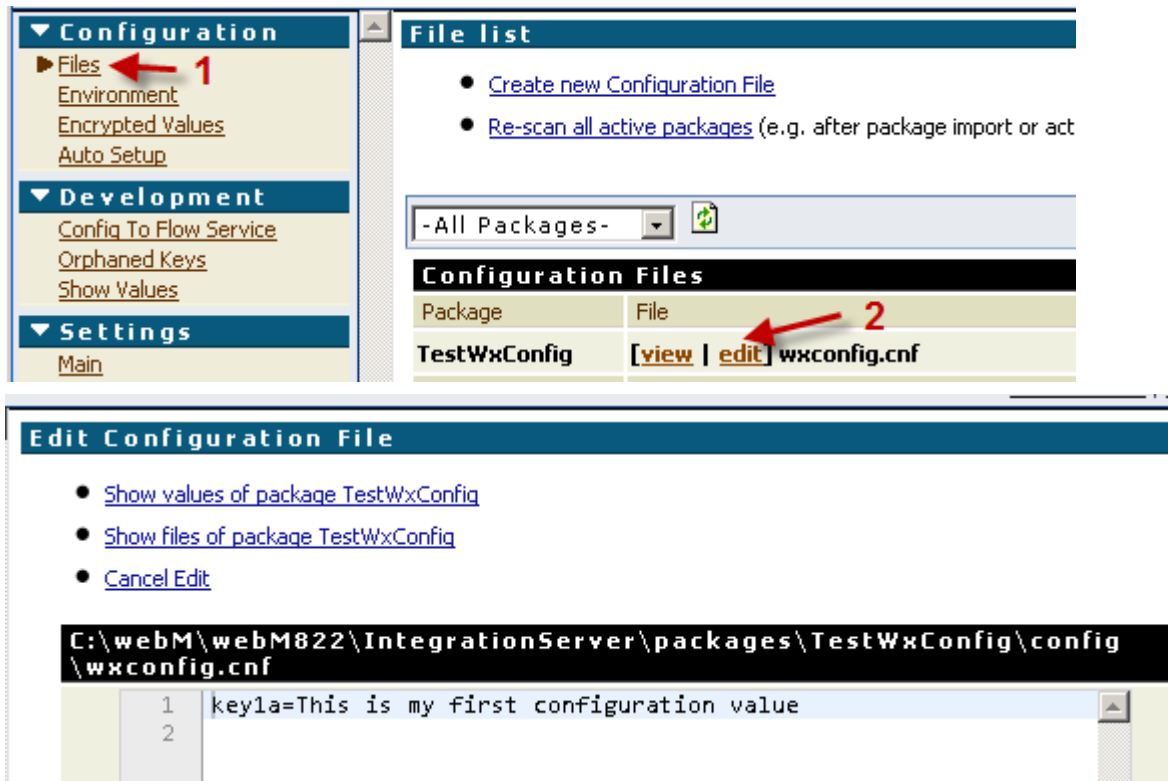 ▼Configuration
Files
1
Environment
Encrypted Values
Auto Setup
▼Development
Config To Flow Service
Orphaned Keys
Show Values
▼Settings
Main
File list
• Create new Configuration File
• Re-scan all active packages (e.g. after package import or act
-All Packages-
Configuration Files
Package File
2
TestWxConfig [view | edit] wxconfig.cnf
Edit Configuration File
• Show values of package TestWxConfig
• Show files of package TestWxConfig
• Cancel Edit
C:\webM\webM822\IntegrationServer\packages\TestWxConfig\config
\wxconfig.cnf
1 key1a=This is my first configuration value
2